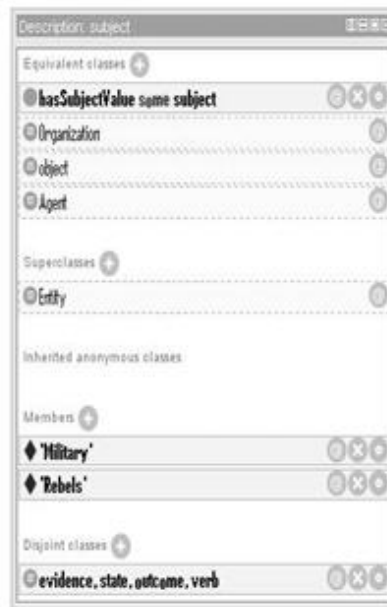 Description: subject
Equivalent classes
hasSubjectValue some subject
Organization
object
Agent
Superclasses
Entity
Inherited anonymous classes
Members
'Military'
'Rebels'
Disjoint classes
evidence, state, outcome, verb